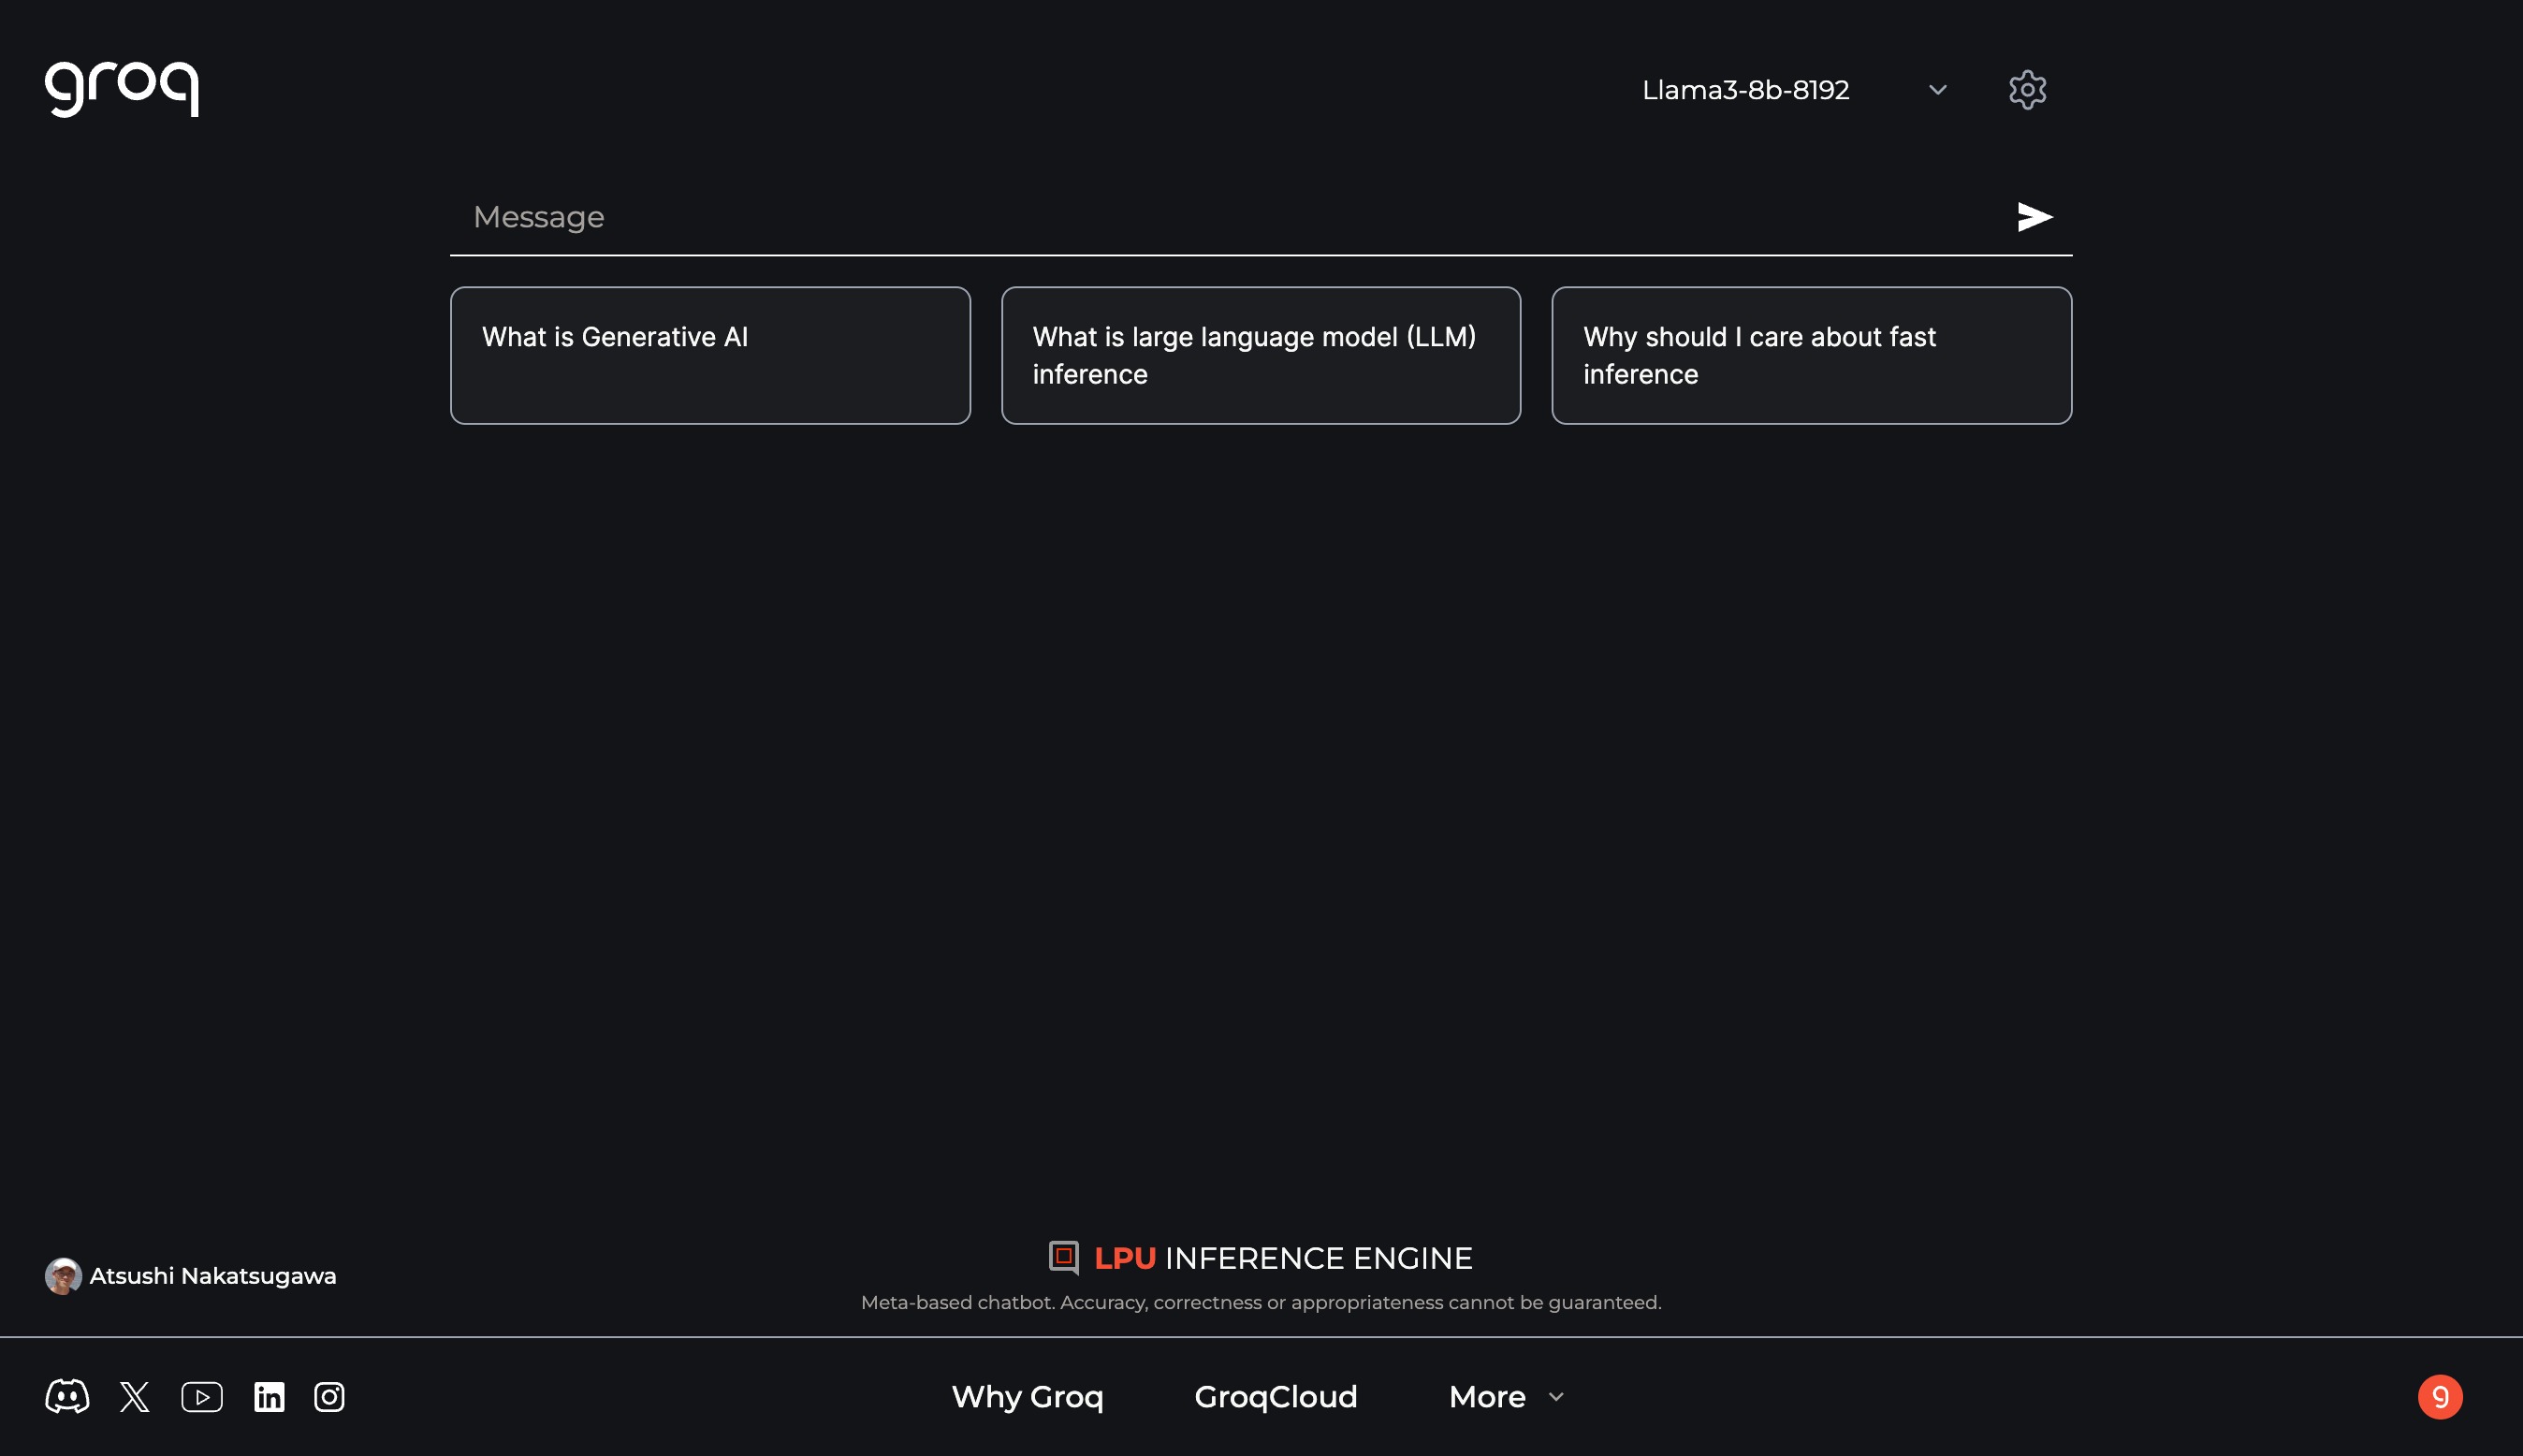 groq
Llama3-8b-8192
Message
What is Generative AI
What is large language model (LLM)
inference
Why should I care about fast
inference
Atsushi Nakatsugawa
LPU INFERENCE ENGINE
Meta-based chatbot. Accuracy, correctness or appropriateness cannot be guaranteed.
in
Why Groq
GroqCloud
More
g